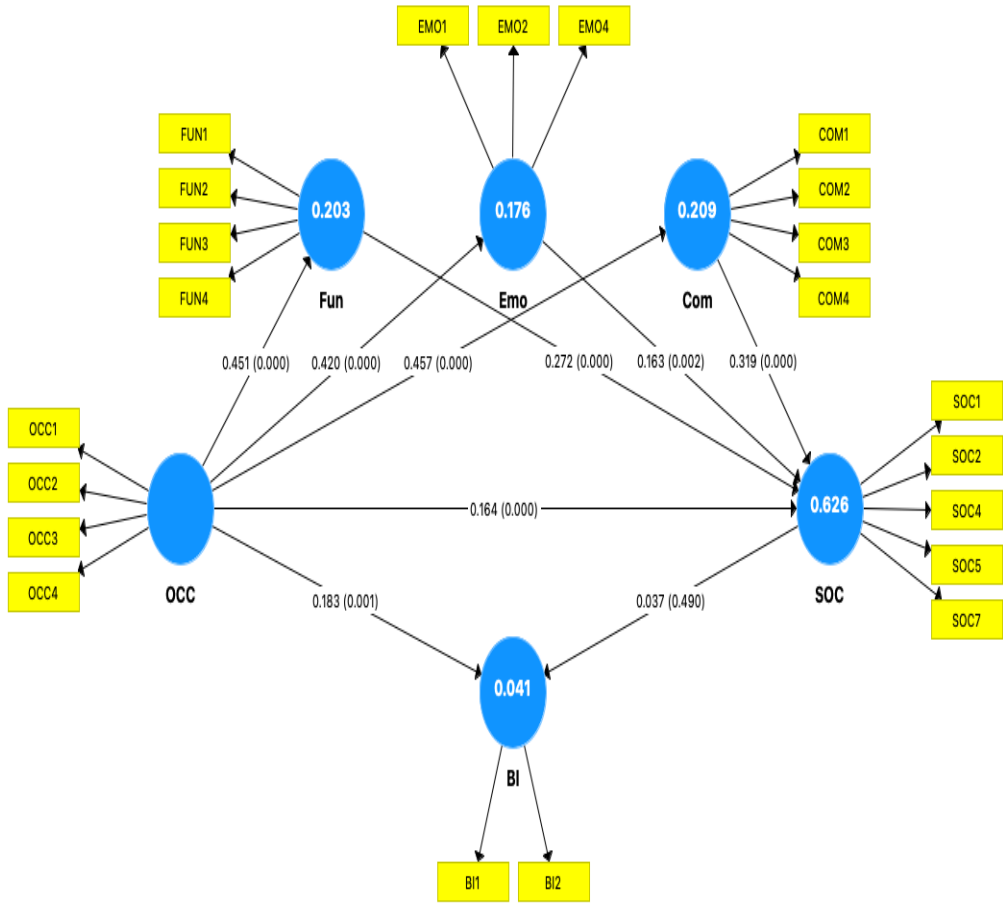 EMO1 EMO2 EMO4
FUN1
FUN2
FUN3
FUN4
0.203
Fun
0.176
Emo
0.209
Com
COM1
COM2
COM3
COM4
0.451 (0.000) 0.420 (0.000) 0.457 (0.000) 0.272 (0.000) 0.163 (0.002) 0.319 (0.000)
OCC1
OCC2
OCC3
OCC4
OCC
0.164 (0.000)
0.626
SOC
SOC1
SOC2
SOC4
SOC5
SOC7
0.183 (0.001) 0.037 (0.490)
0.041
BI
BI1 BI2